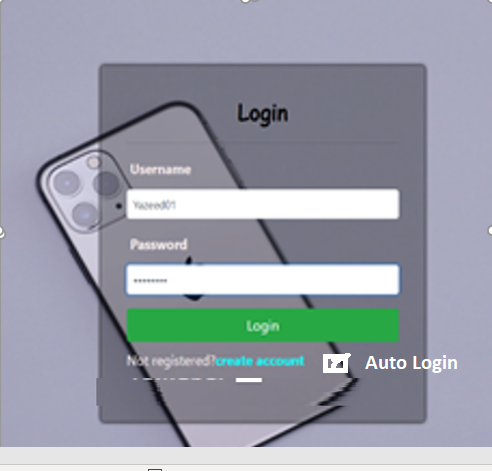 Login
Username
Yazeed01
Password
••••••••
Login
Not registered?create account
Auto Login